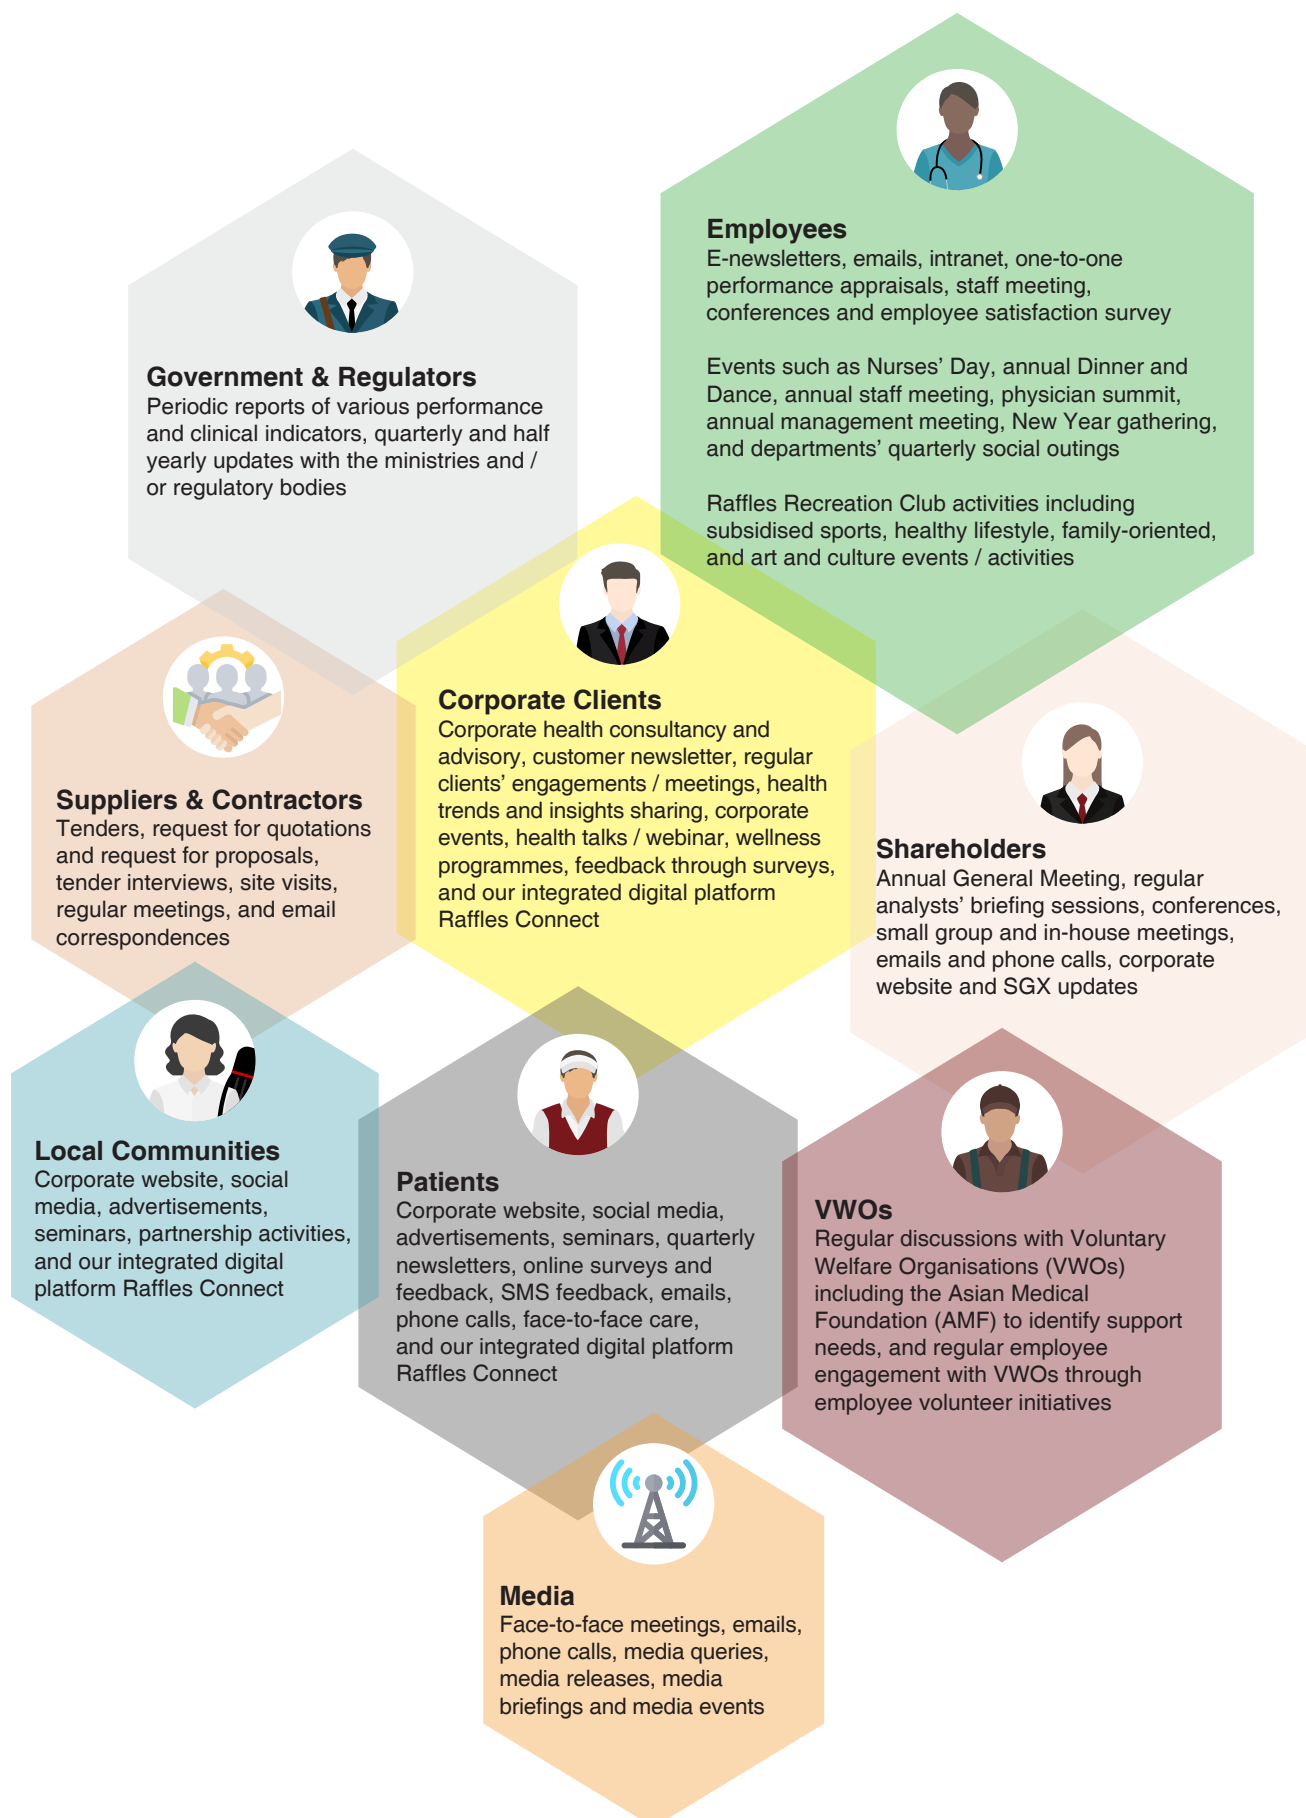 Employees
E-newsletters, emails, intranet, one-to-one
performance appraisals, staff meeting,
conferences and employee satisfaction survey
Events such as Nurses’ Day, annual Dinner and
Dance, annual staff meeting, physician summit,
annual management meeting, New Year gathering,
and departments’ quarterly social outings
Raffles Recreation Club activities including
subsidised sports, healthy lifestyle, family-oriented,
and art and culture events / activities
Government & Regulators
Periodic reports of various performance
and clinical indicators, quarterly and half
yearly updates with the ministries and /
or regulatory bodies
Corporate Clients
Corporate health consultancy and
advisory, customer newsletter, regular
clients’ engagements / meetings, health
trends and insights sharing, corporate
events, health talks / webinar, wellness
programmes, feedback through surveys,
and our integrated digital platform
Raffles Connect
Suppliers & Contractors
Tenders, request for quotations
and request for proposals,
tender interviews, site visits,
regular meetings, and email
correspondences
Shareholders
Annual General Meeting, regular
analysts’ briefing sessions, conferences,
small group and in-house meetings,
emails and phone calls, corporate
website and SGX updates
Local Communities
Corporate website, social
media, advertisements,
seminars, partnership activities,
and our integrated digital
platform Raffles Connect
Patients
Corporate website, social media,
advertisements, seminars, quarterly
newsletters, online surveys and
feedback, SMS feedback, emails,
phone calls, face-to-face care,
and our integrated digital platform
Raffles Connect
VWOs
Regular discussions with Voluntary
Welfare Organisations (VWOs)
including the Asian Medical
Foundation (AMF) to identify support
needs, and regular employee
engagement with VWOs through
employee volunteer initiatives
Media
Face-to-face meetings, emails,
phone calls, media queries,
media releases, media
briefings and media events